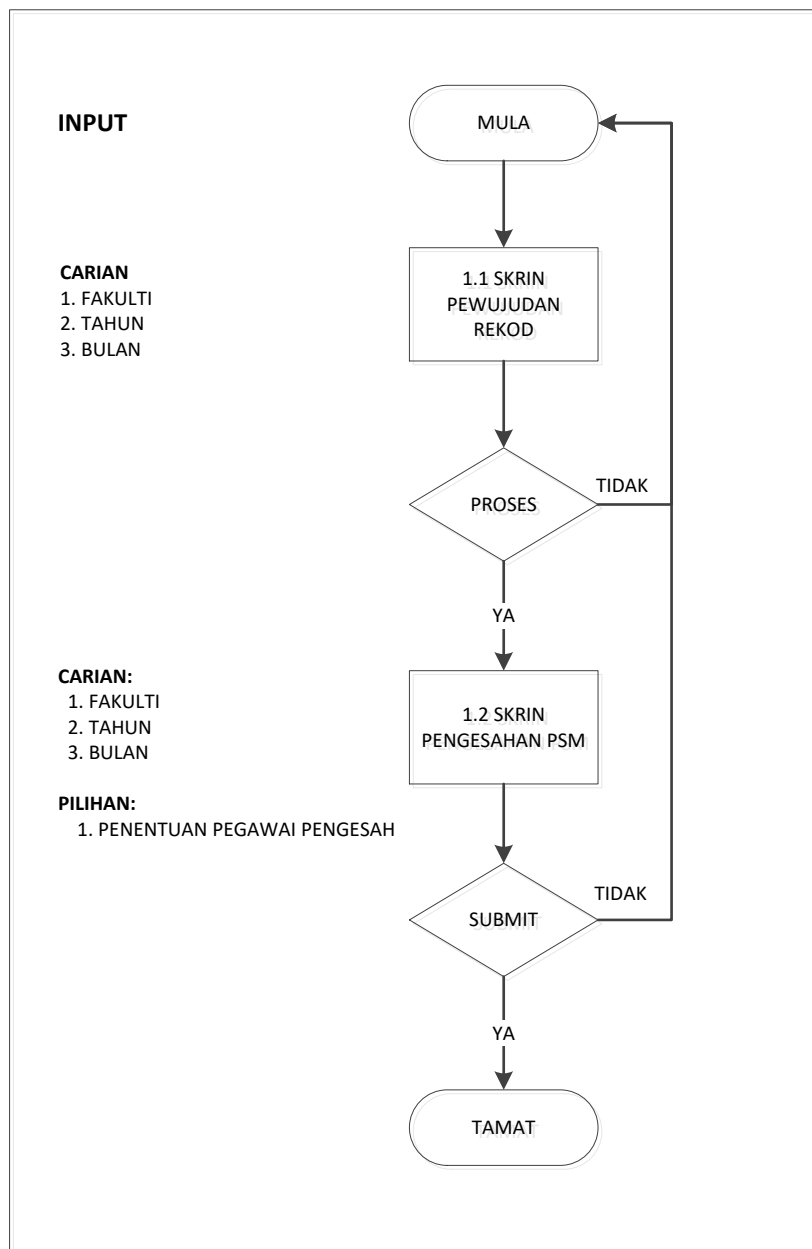 INPUT
MULA
CARIAN
1. FAKULTI
2. TAHUN
3. BULAN
1.1 SKRIN
PEWUJUDAN
REKOD
PROSES
TIDAK
YA
CARIAN:
1. FAKULTI
2. TAHUN
3. BULAN
PILIHAN:
1. PENENTUAN PEGAWAI PENGESAH
1.2 SKRIN
PENGESAHAN PSM
SUBMIT
TIDAK
YA
TAMAT